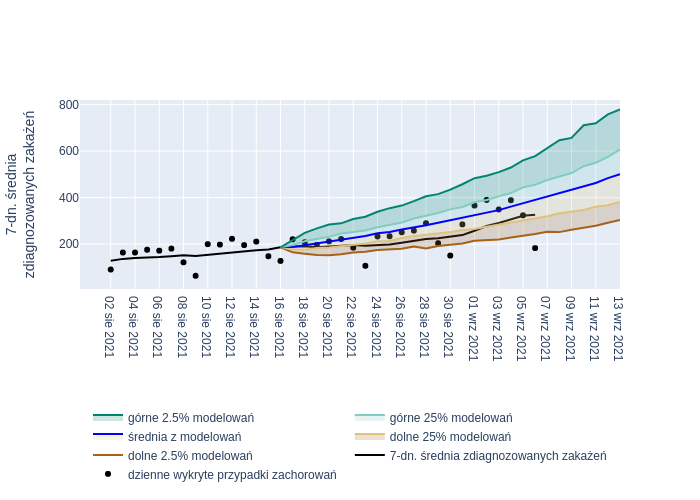 7-dn. średnia
zdiagnozowanych zakażeń
800
600
400
200
02 sie 2021
04 sie 2021
06 sie 2021
08 sie 2021
10 sie 2021
12 sie 2021
14 sie 2021
16 sie 2021
18 sie 2021
20 sie 2021
22 sie 2021
24 sie 2021
26 sie 2021
28 sie 2021
30 sie 2021
01 wrz 2021
03 wrz 2021
05 wrz 2021
07 wrz 2021
09 wrz 2021
11 wrz 2021
13 wrz 2021
górne 2.5% modelowań
górne 25% modelowań
średnia z modelowań
dolne 25% modelowań
dolne 2.5% modelowań
7-dn. średnia zdiagnozowanych zakażeń
dzienne wykryte przypadki zachorowań